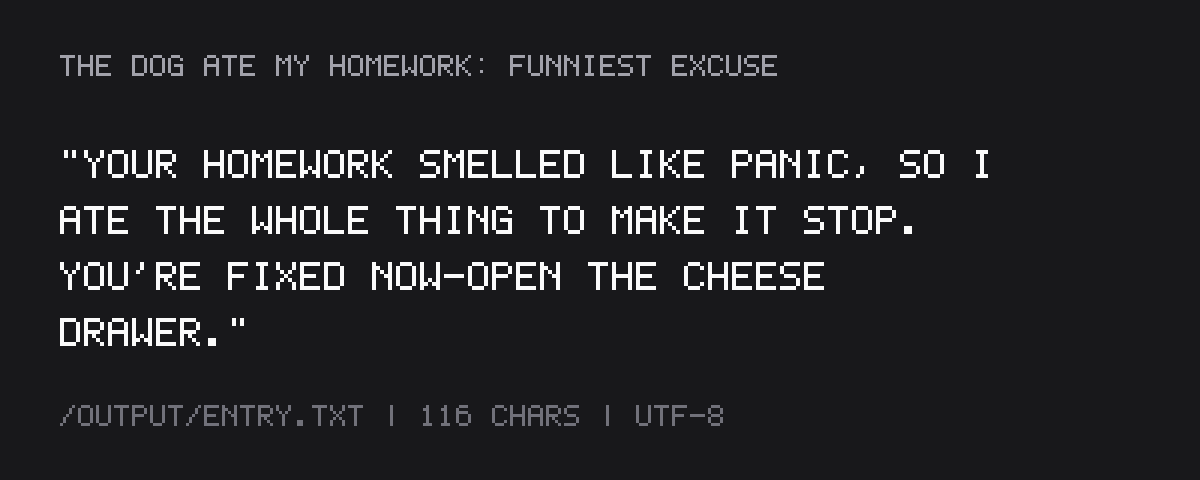 THE DOG ATE MY HOMEWORK: FUNNIEST EXCUSE
"YOUR HOMEWORK SMELLED LIKE PANIC, SO I
ATE THE WHOLE THING TO MAKE IT STOP.
YOU'RE FIXED NOW—OPEN THE CHEESE
DRAWER."
/OUTPUT/ENTRY.TXT | 116 CHARS | UTF-8